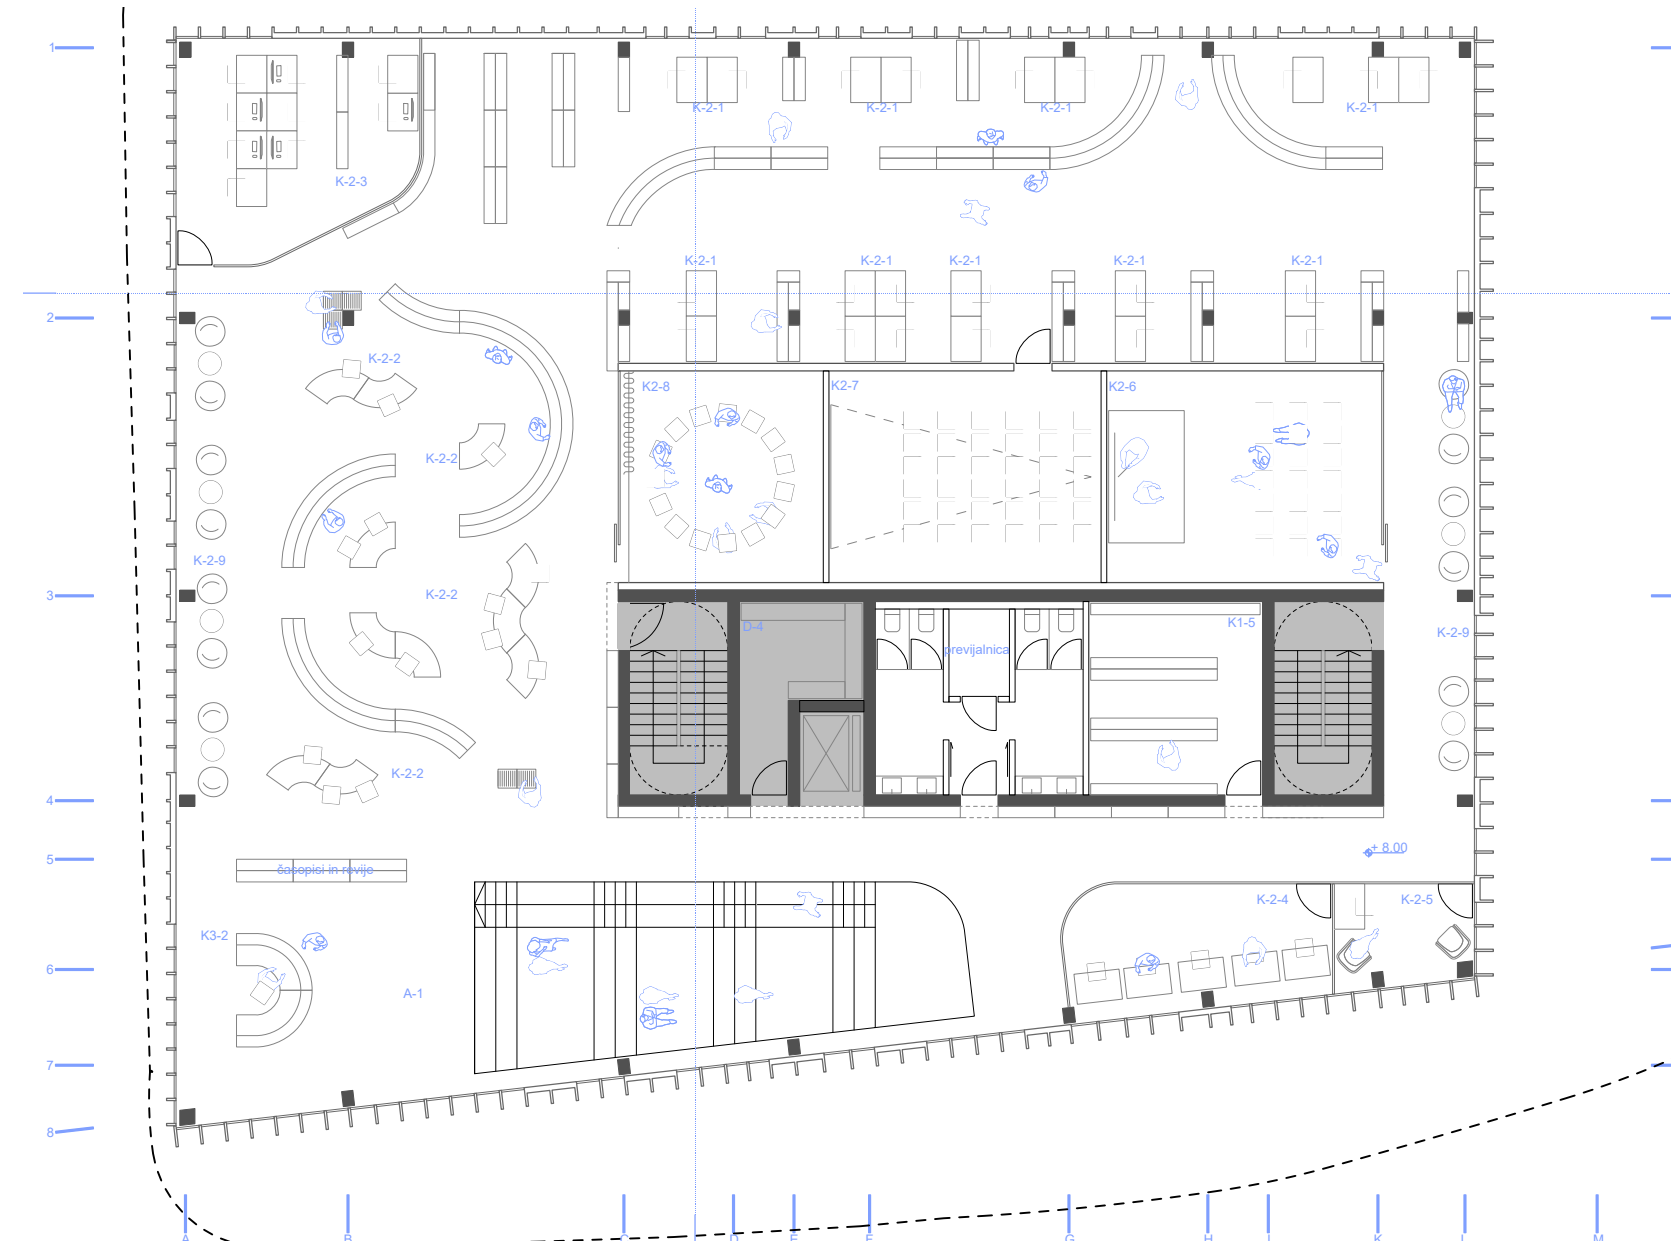 1
K-2-1
K-2-1
K-2-1
K-2-1
K-2-3
K-2-1
K-2-1
K-2-1
K-2-1
K-2-1
2
K-2-2
K2-8
K2-7
K2-6
K-2-2
K-2-9
3
K-2-2
D-4
K1-5
K-2-9
previjalnica
K-2-2
4
+ 8.00
5
časopisi in revije
K-2-4
K-2-5
K3-2
6
A-1
7
8
A
B
C
D
E
F
G
H
I
K
L
M